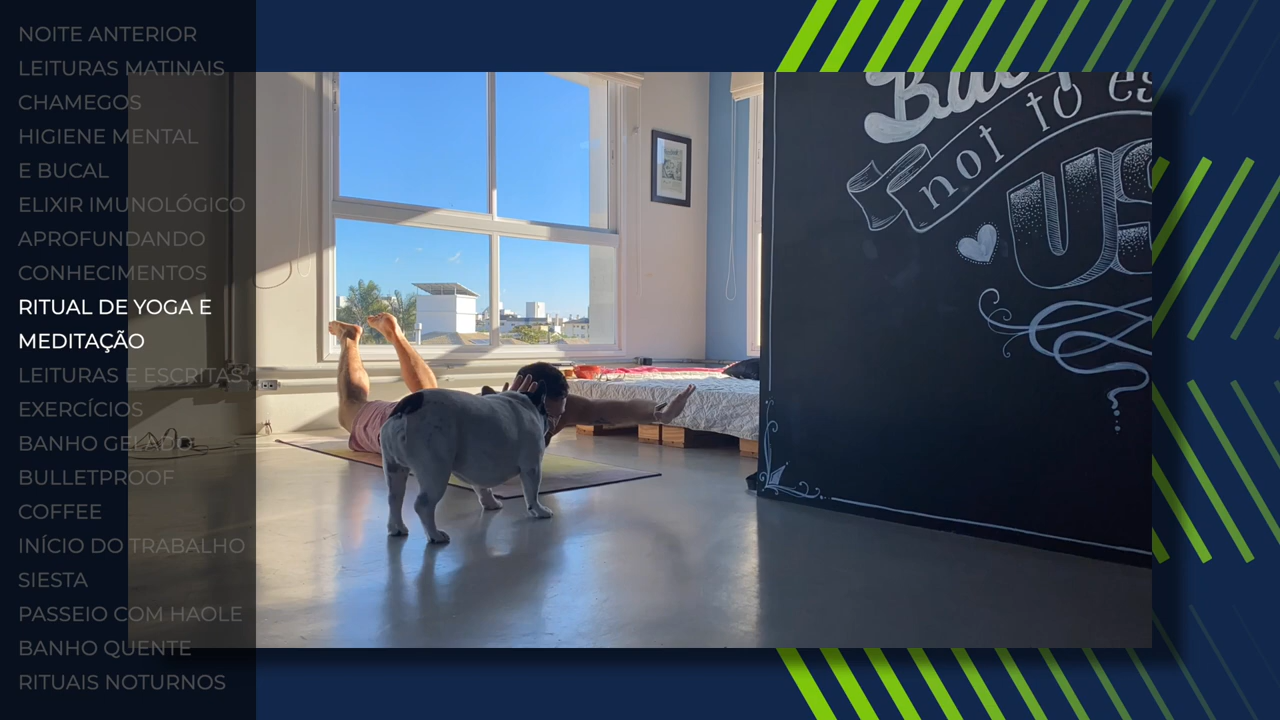 NOITE ANTERIOR
LEITURAS MATINAIS
CHAMEGOS
HIGIENE MENTAL
E BUCAL
ELIXIR IMUNOLÓGICO
APROFUNDANDO
CONHECIMENTOS
RITUAL DE YOGA E
MEDITAÇÃO
LEITURAS E ESCRITAS
EXERCÍCIOS
BANHO GELADO
BULLETPROOF
COFFEE
INÍCIO DO TRABALHO
SIESTA
PASSEIO COM HAOLE
BANHO QUENTE
RITUAIS NOTURNOS
not to es
US